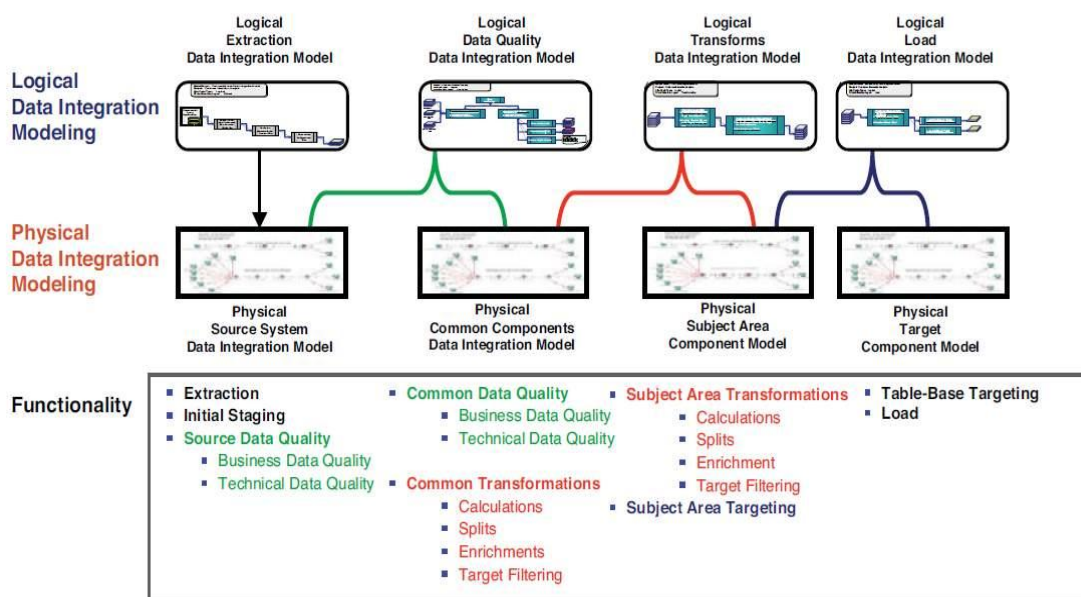 Logical
Extraction
Data Integration Model
Logical
Data Quality
Data Integration Model
Logical
Transforms
Data Integration Model
Logical
Load
Data Integration Model
Logical
Data Integration
Modeling
Physical
Data Integration
Modeling
Physical
Source System
Data Integration Model
Physical
Common Components
Data Integration Model
Physical
Subject Area
Component Model
Physical
Target
Component Model
Functionality
Extraction
Initial Staging
Source Data Quality
Business Data Quality
Technical Data Quality
Common Data Quality
Business Data Quality
Technical Data Quality
Common Transformations
Calculations
Splits
Enrichments
Target Filtering
Subject Area Transformations
Calculations
Splits
Enrichment
Target Filtering
Subject Area Targeting
Table-Base Targeting
Load